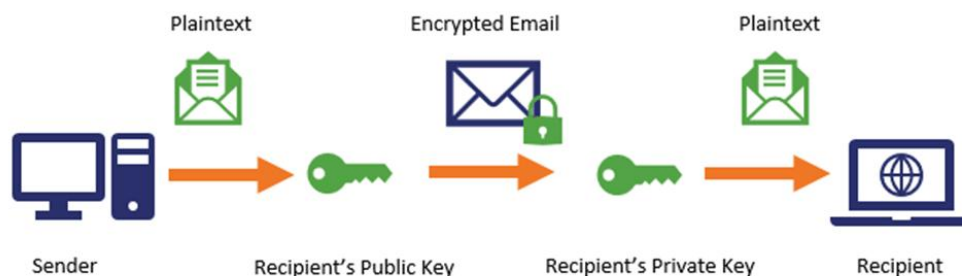 Plaintext
Encrypted Email
Plaintext
Sender
Recipient's Public Key
Recipient's Private Key
Recipient